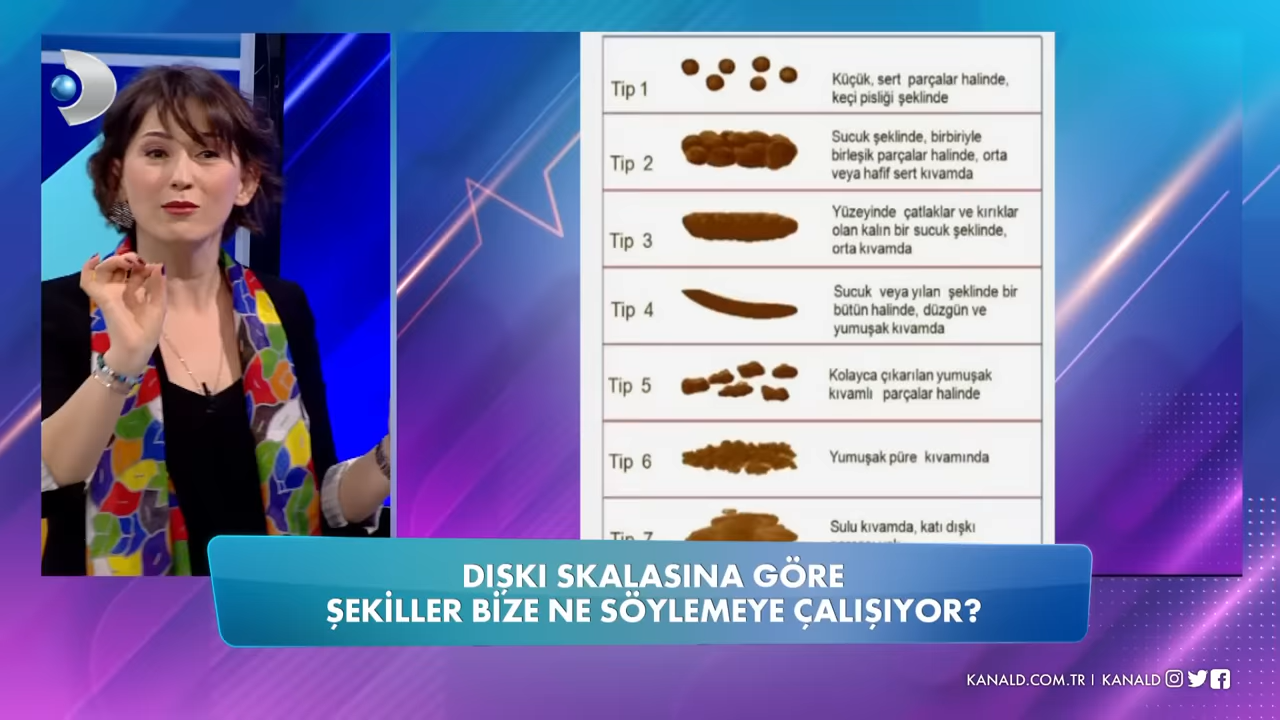 Tip 1
Küçük, sert parçalar halinde,
keçi pisliği şeklinde
Tip 2
Sucuk şeklinde, birbiriyle
birleşik parçalar halinde, orta
veya hafif sert kıvamda
Tip 3
Yüzeyinde çatlaklar ve kırıklar
olan kalın bir sucuk şeklinde,
orta kıvamda
Tip 4
Sucuk veya yılan şeklinde bir
bütün halinde, düzgün ve
yumuşak kıvamda
Tip 5
Kolayca çıkarılan yumuşak
kıvamlı parçalar halinde
Tip 6
Yumuşak püre kıvamında
Tip 7
Sulu kıvamda, katı dışkı
DIŞKI SKALASINA GÖRE
ŞEKİLLER BİZE NE SÖYLEMEYE ÇALIŞIYOR?
KANALD.COM.TR | KANALD